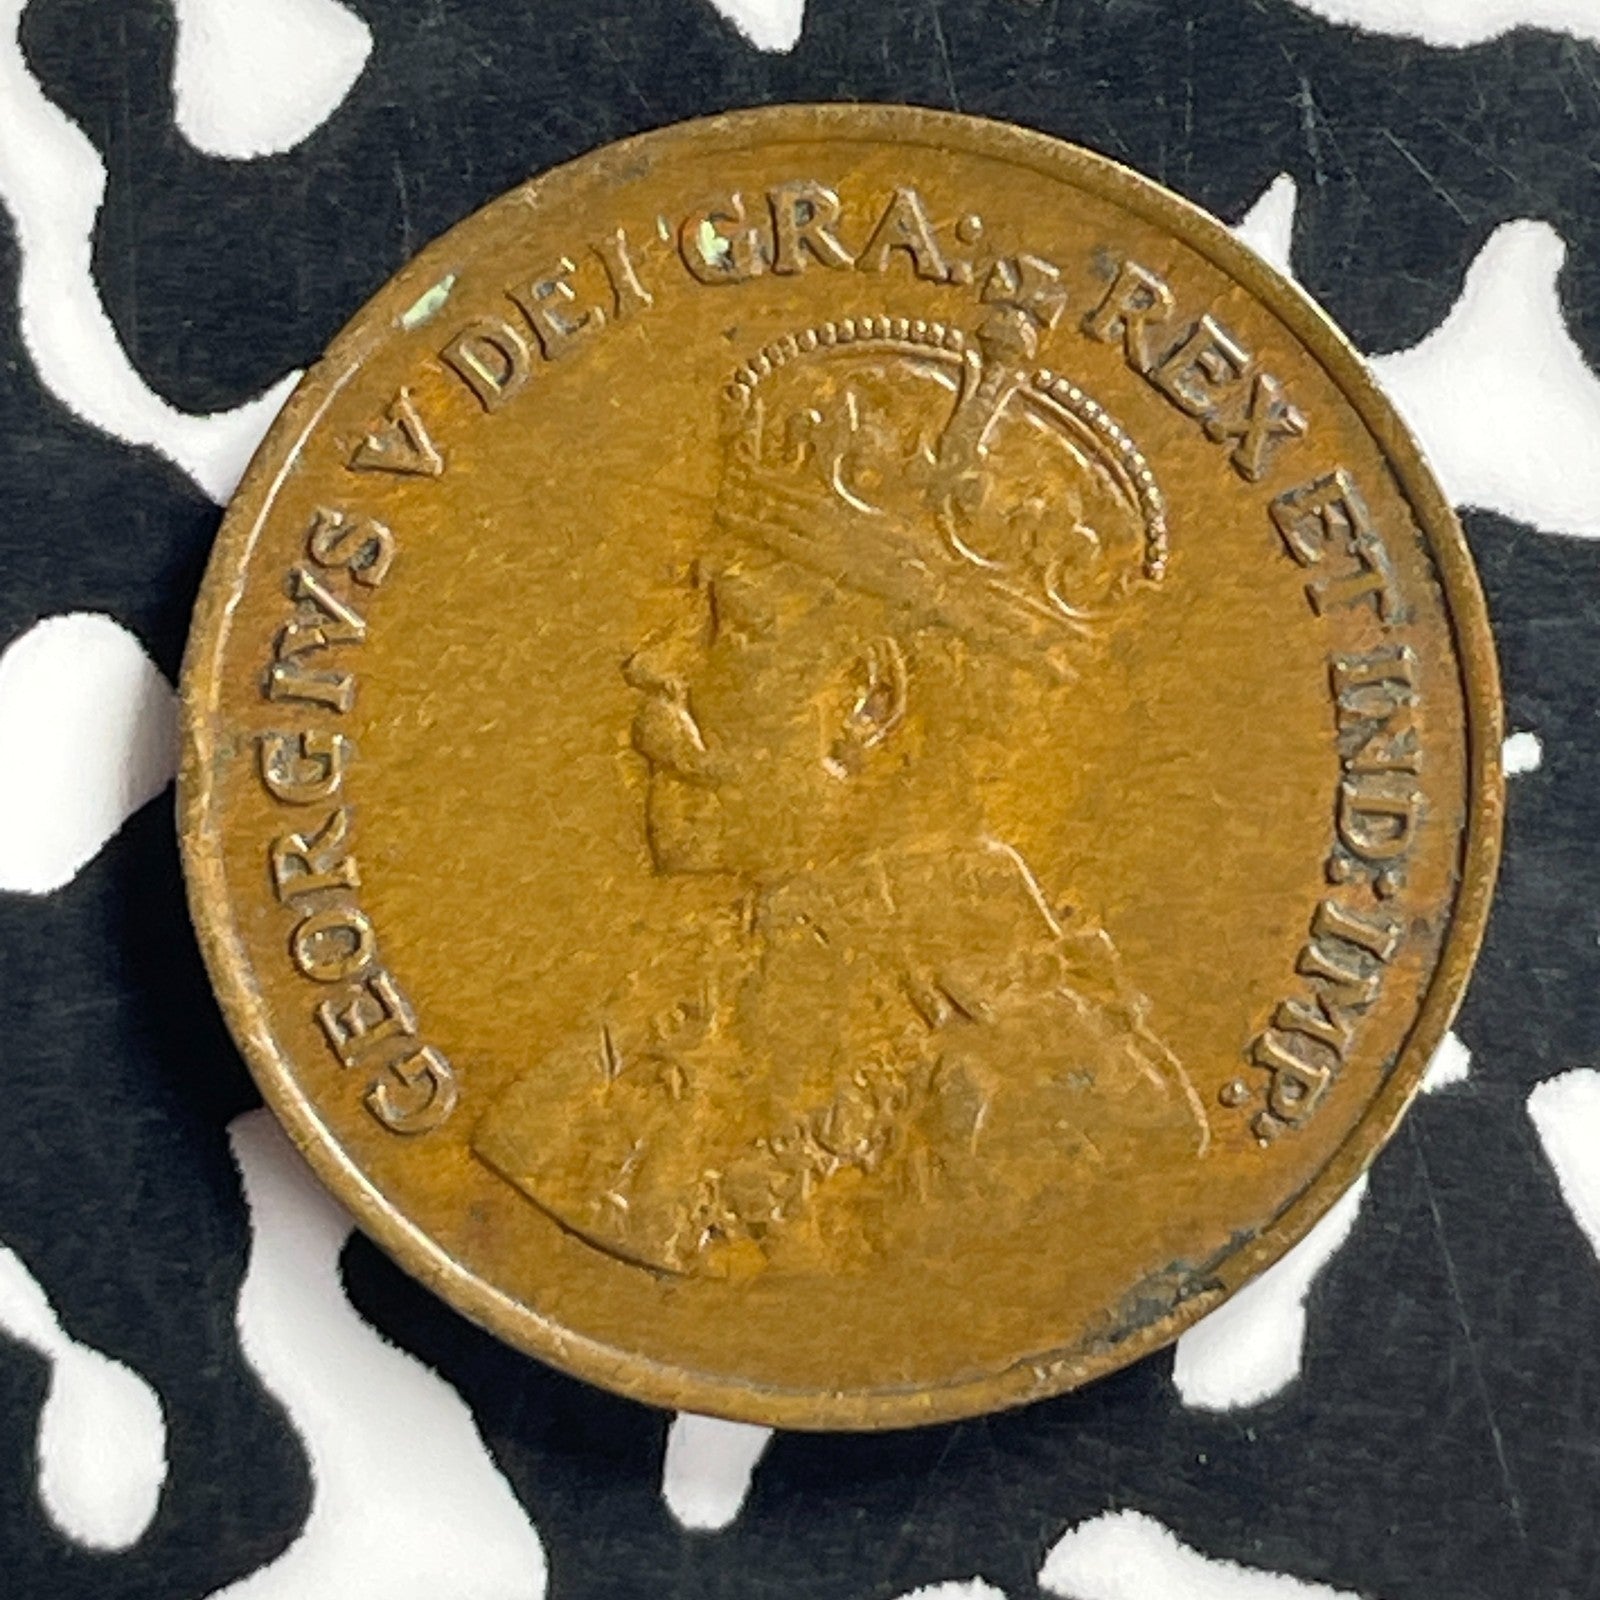 GEORGIVS V DEI GRA: REX ET IND: IMP: